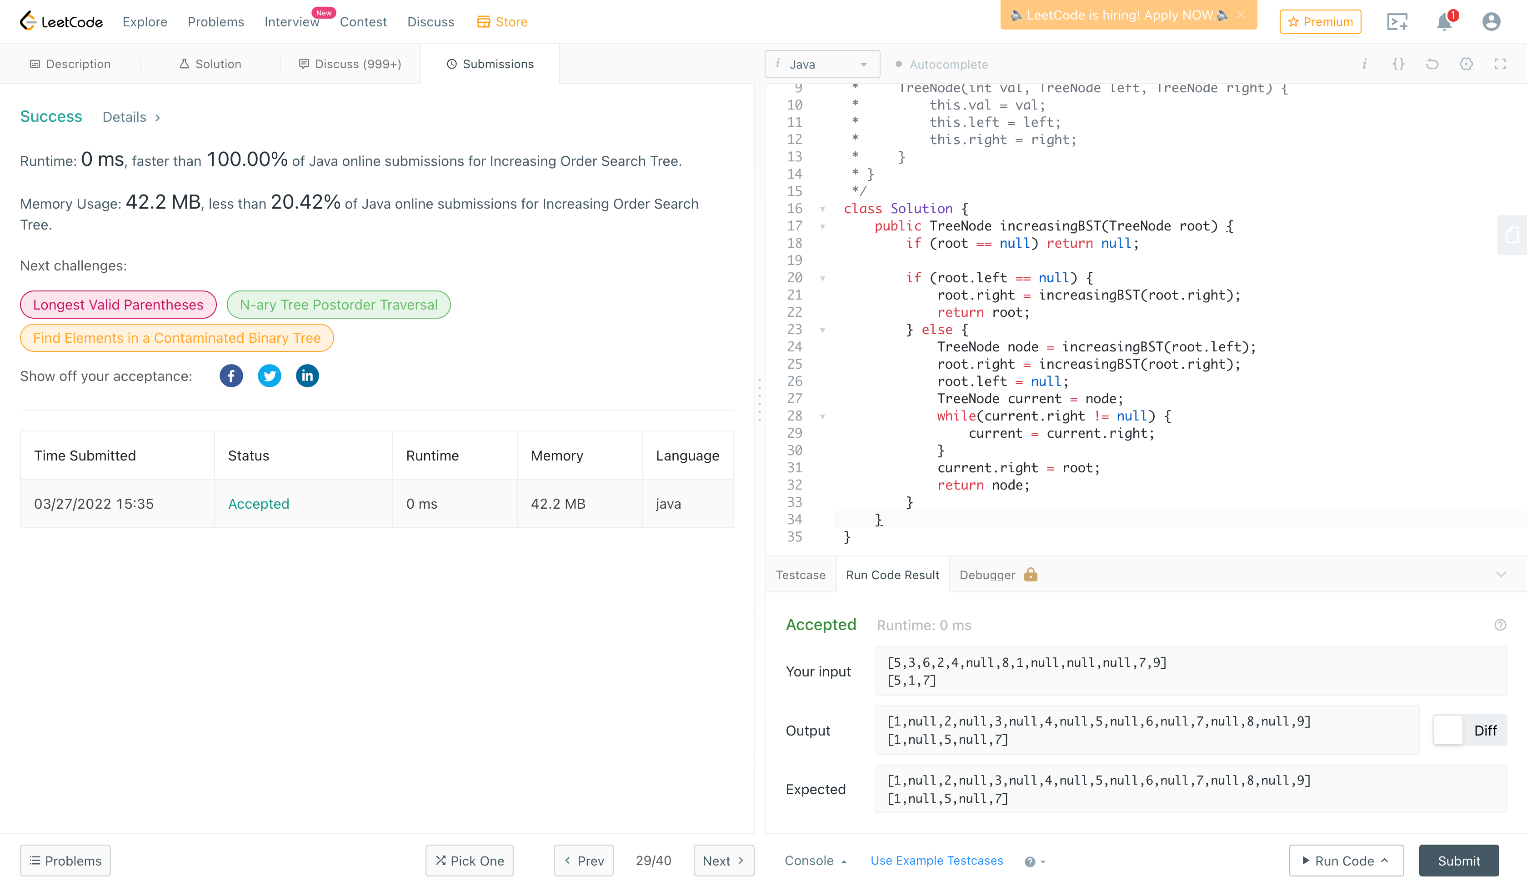 LeetCode
Explore
Problems
Interview
New
Contest
Discuss
Store
LeetCode is hiring! Apply NOW.
Premium
1
Description
Solution
Discuss (999+)
Submissions
Success
Details
Runtime: 0 ms, faster than 100.00% of Java online submissions for Increasing Order Search Tree.
Memory Usage: 42.2 MB, less than 20.42% of Java online submissions for Increasing Order Search
Tree.
Next challenges:
Longest Valid Parentheses
N-ary Tree Postorder Traversal
Find Elements in a Contaminated Binary Tree
Show off your acceptance:
Time Submitted Status Runtime Memory Language
03/27/2022 15:35 Accepted 0 ms 42.2 MB java
i Java
Autocomplete
9 *     TreeNode(int val, TreeNode left, TreeNode right) {
10 *         this.val = val;
11 *         this.left = left;
12 *         this.right = right;
13 *     }
14 * }
15 */
16 class Solution {
17     public TreeNode increasingBST(TreeNode root) {
18         if (root == null) return null;
19
20         if (root.left == null) {
21             root.right = increasingBST(root.right);
22             return root;
23         } else {
24             TreeNode node = increasingBST(root.left);
25             root.right = increasingBST(root.right);
26             root.left = null;
27             TreeNode current = node;
28             while(current.right != null) {
29                 current = current.right;
30             }
31             current.right = root;
32             return node;
33         }
34     }
35 }
Testcase
Run Code Result
Debugger
Accepted
Runtime: 0 ms
Your input
[5,3,6,2,4,null,8,1,null,null,null,7,9]
[5,1,7]
Output
[1,null,2,null,3,null,4,null,5,null,6,null,7,null,8,null,9]
[1,null,5,null,7]
Diff
Expected
[1,null,2,null,3,null,4,null,5,null,6,null,7,null,8,null,9]
[1,null,5,null,7]
Problems
Pick One
Prev
29/40
Next
Console
Use Example Testcases
Run Code
Submit